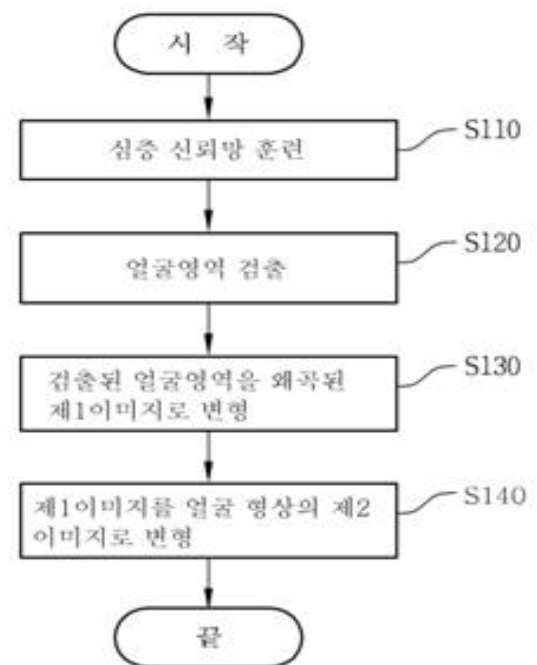 시 작
심층 신뢰망 훈련
S110
얼굴영역 검출
S120
검출된 얼굴영역을 왜곡된
제1이미지로 변형
S130
제1이미지를 얼굴 형상의 제2
이미지로 변형
S140
끝